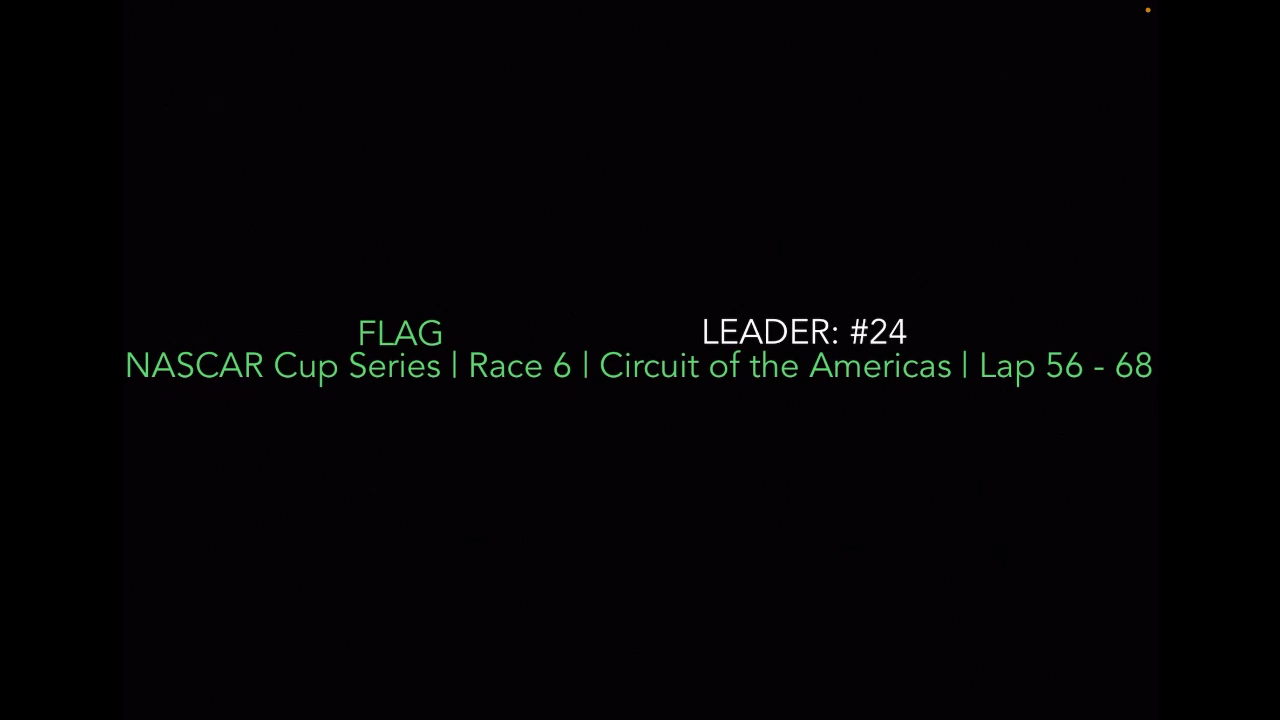 FLAG LEADER: #24
NASCAR Cup Series | Race 6 | Circuit of the Americas | Lap 56 - 68